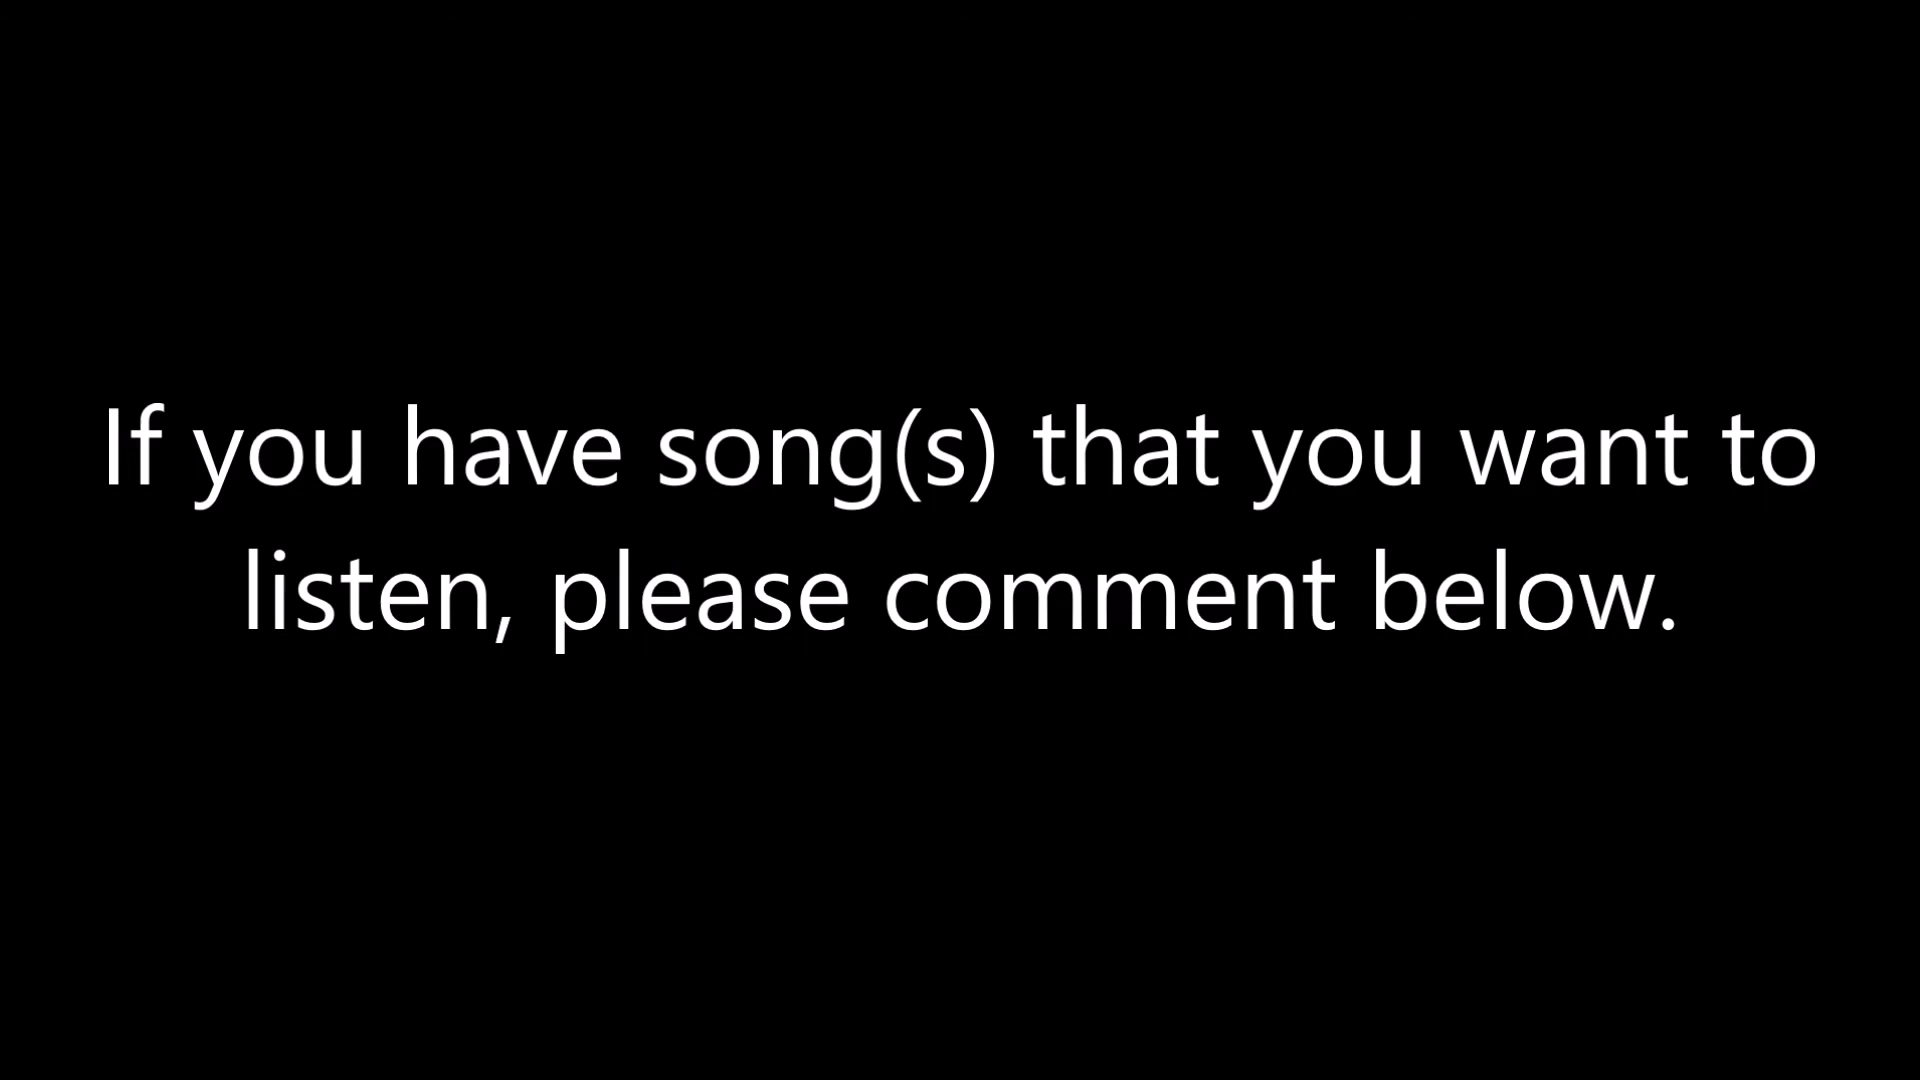 If you have song(s) that you want to
listen, please comment below.